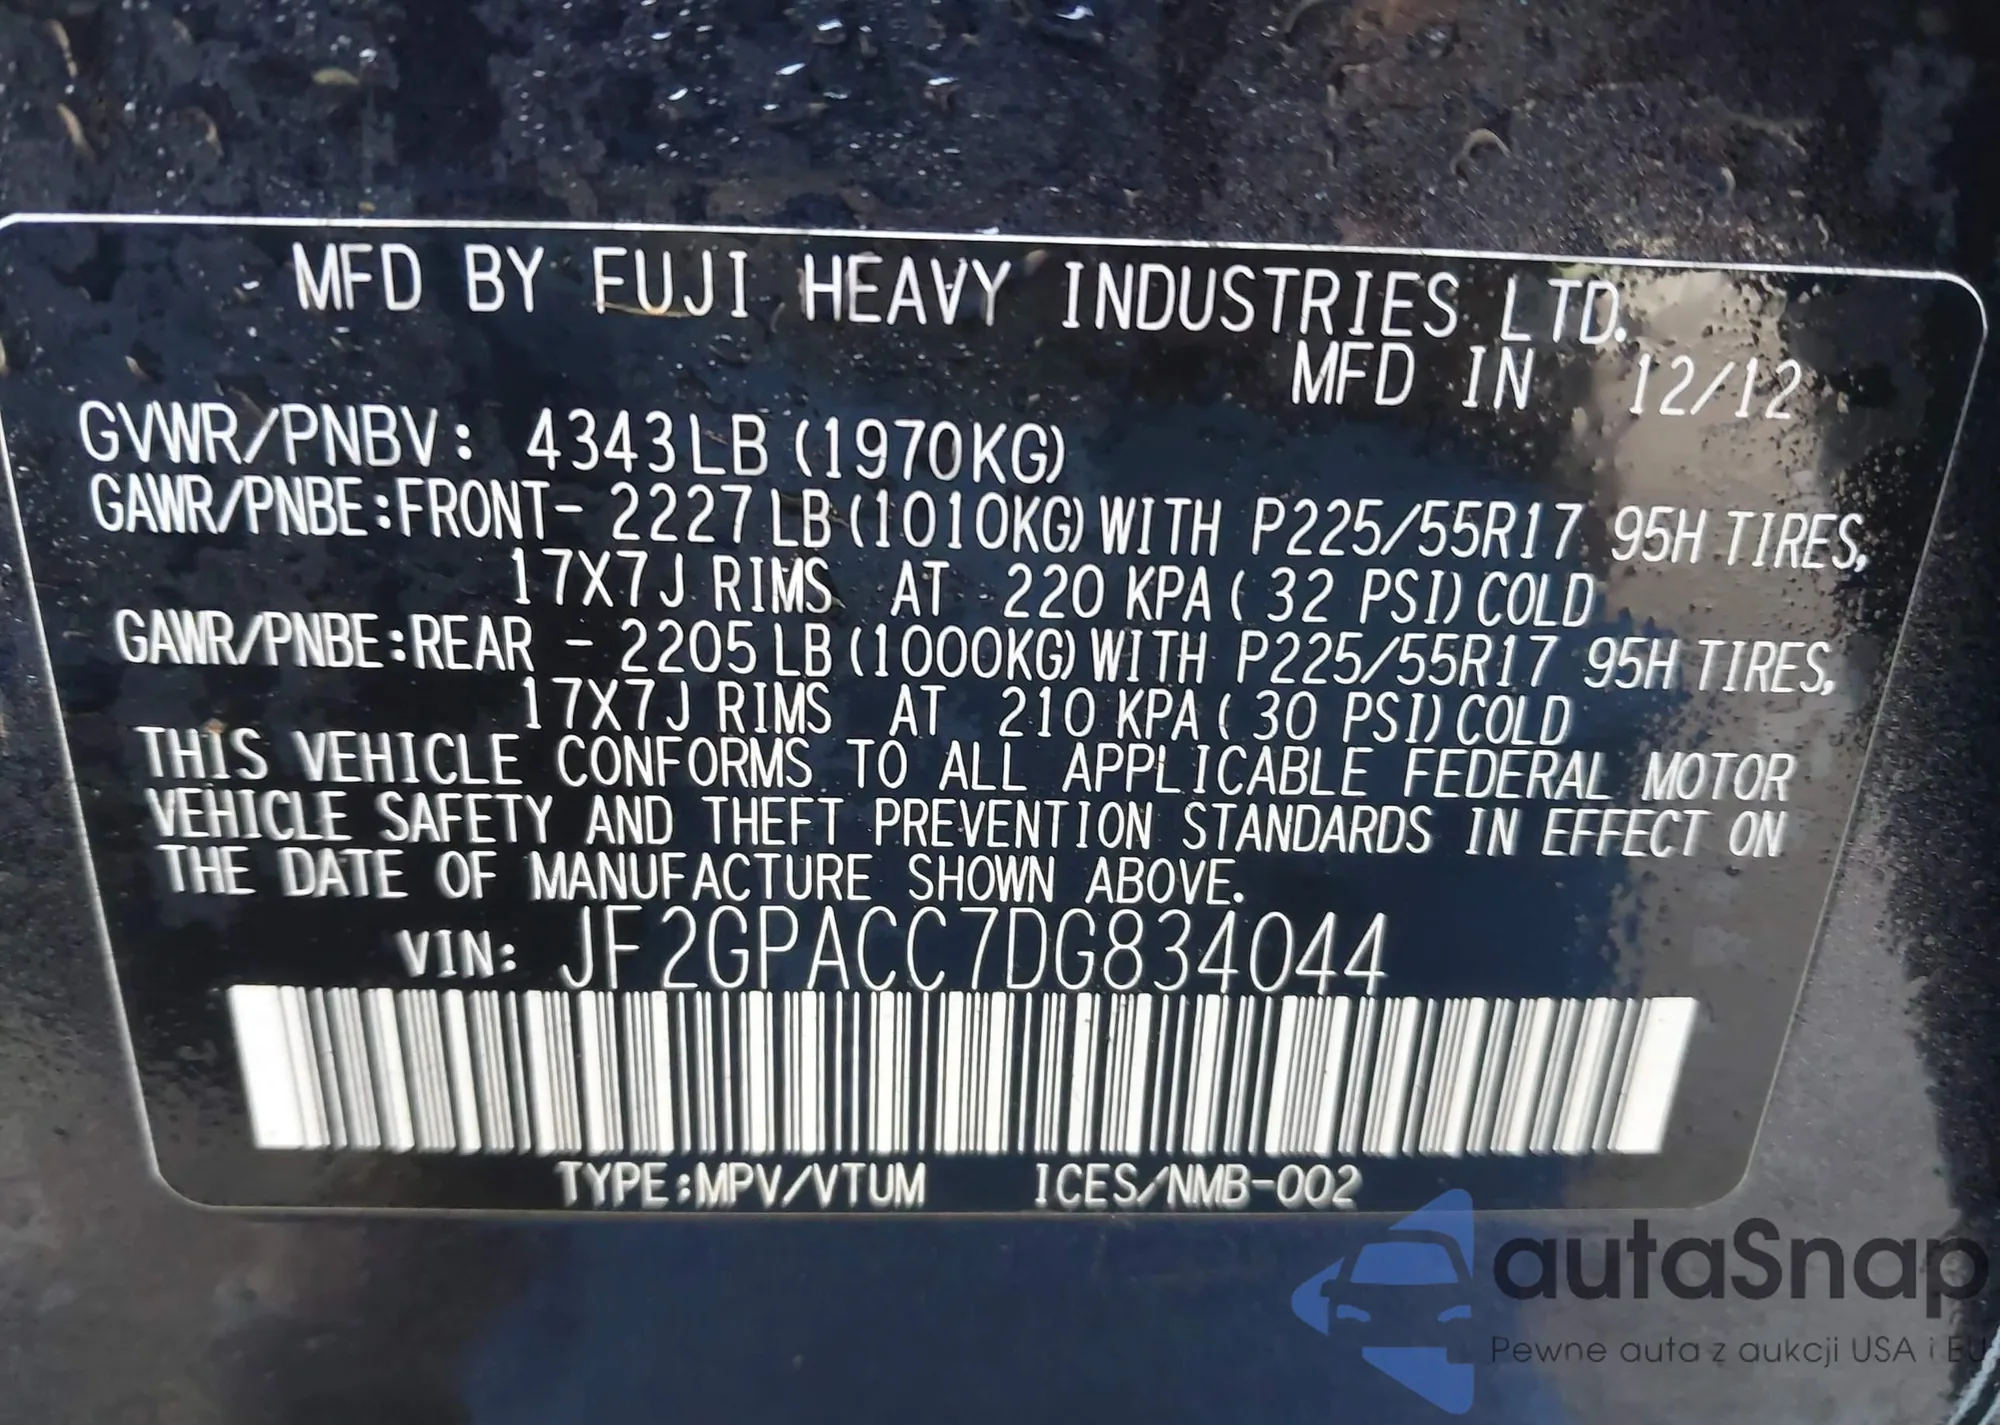 MFD BY FUJI HEAVY INDUSTRIES LTD.
MFD IN 12/12
GVWR/PNBV: 4343LB (1970KG)
GAWR/PNBE:FRONT- 2227LB(1010KG)WITH P225/55R17 95H TIRES,
17X7J RIMS AT 220 KPA( 32 PSI)COLD
GAWR/PNBE:REAR - 2205LB(1000KG)WITH P225/55R17 95H TIRES,
17X7J RIMS AT 210 KPA( 30 PSI)COLD
THIS VEHICLE CONFORMS TO ALL APPLICABLE FEDERAL MOTOR
VEHICLE SAFETY AND THEFT PREVENTION STANDARDS IN EFFECT ON
THE DATE OF MANUFACTURE SHOWN ABOVE.
VIN: JF2GPACC7DG834044
TYPE:MPV/VTUM ICES/NMB-002
autaSnap
Pewne auta z aukcji USA i EU